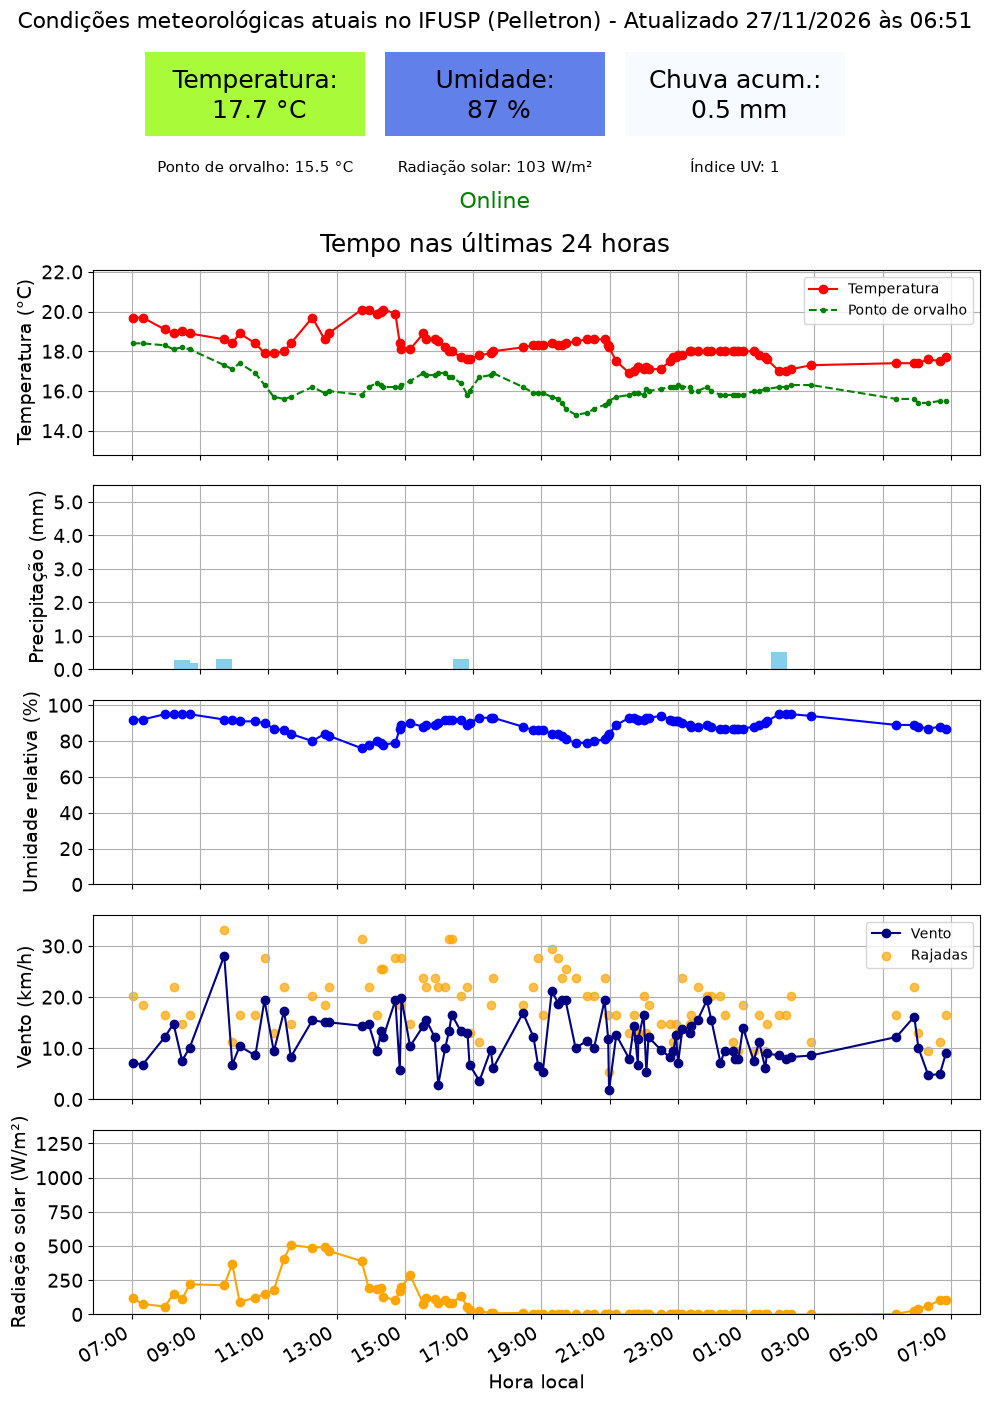 Condições meteorológicas atuais no IFUSP (Pelletron) - Atualizado 27/11/2026 às 06:51
Temperatura:
17.7 °C
Umidade:
87 %
Chuva acum.:
0.5 mm
Ponto de orvalho: 15.5 °C
Radiação solar: 103 W/m²
Índice UV: 1
Online
Tempo nas últimas 24 horas
Temperatura (°C)
22.0
20.0
18.0
16.0
14.0
Temperatura
Ponto de orvalho
Precipitação (mm)
5.0
4.0
3.0
2.0
1.0
0.0
Umidade relativa (%)
100
80
60
40
20
0
Vento (km/h)
30.0
20.0
10.0
0.0
Vento
Rajadas
Radiação solar (W/m²)
1250
1000
750
500
250
0
07:00
09:00
11:00
13:00
15:00
17:00
19:00
21:00
23:00
01:00
03:00
05:00
07:00
Hora local